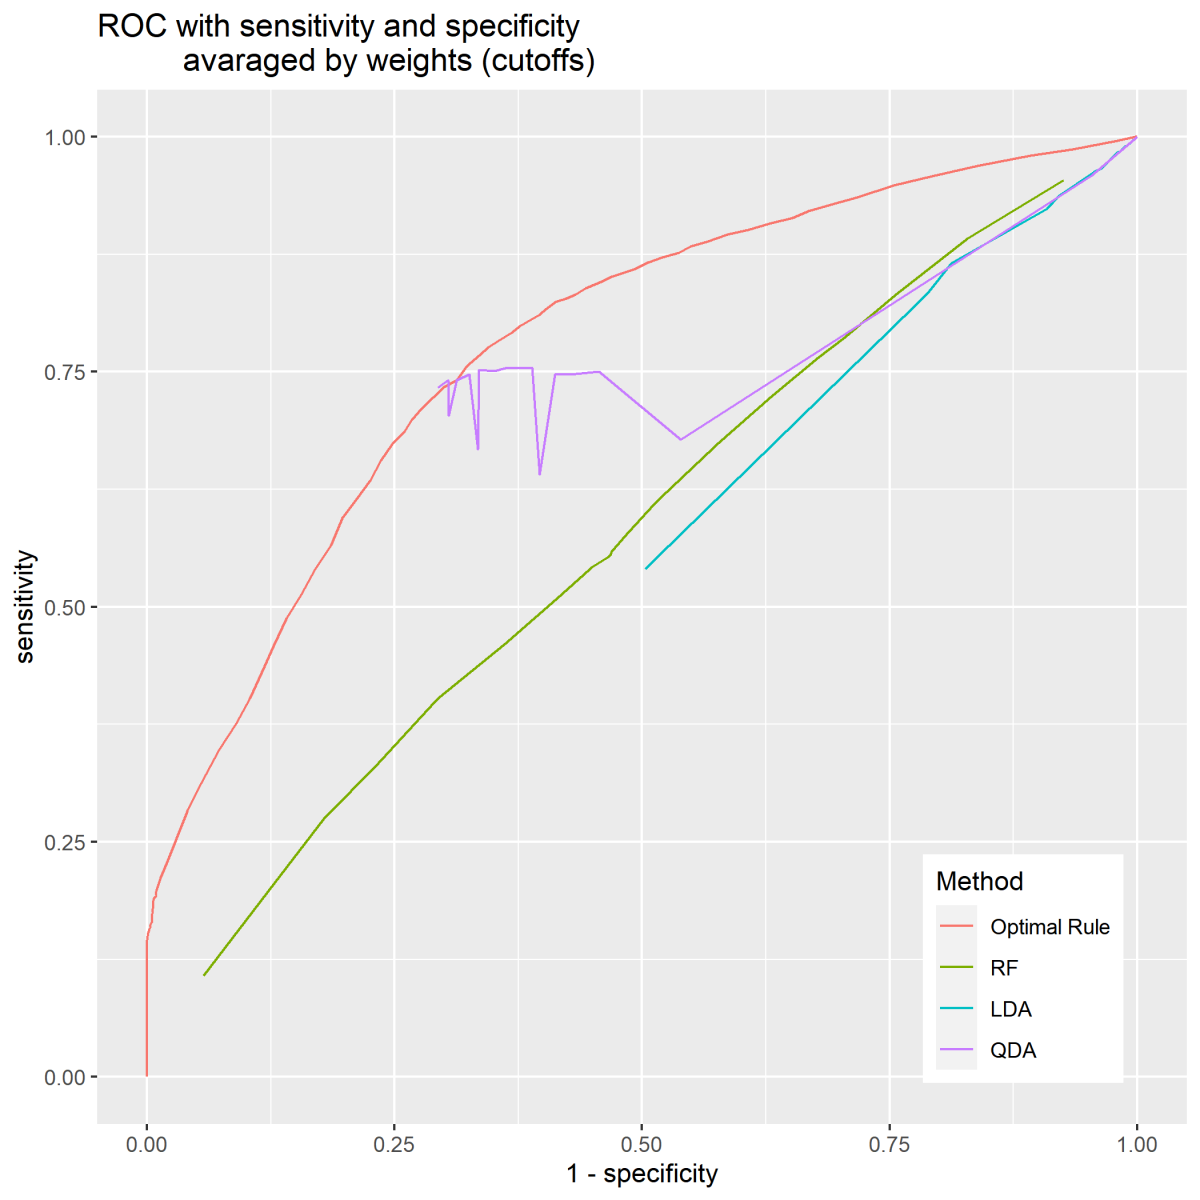 ROC with sensitivity and specificity
avaraged by weights (cutoffs)
1.00
0.75
0.50
0.25
0.00
sensitivity
Method
Optimal Rule
RF
LDA
QDA
0.00 0.25 0.50 0.75 1.00
1 - specificity